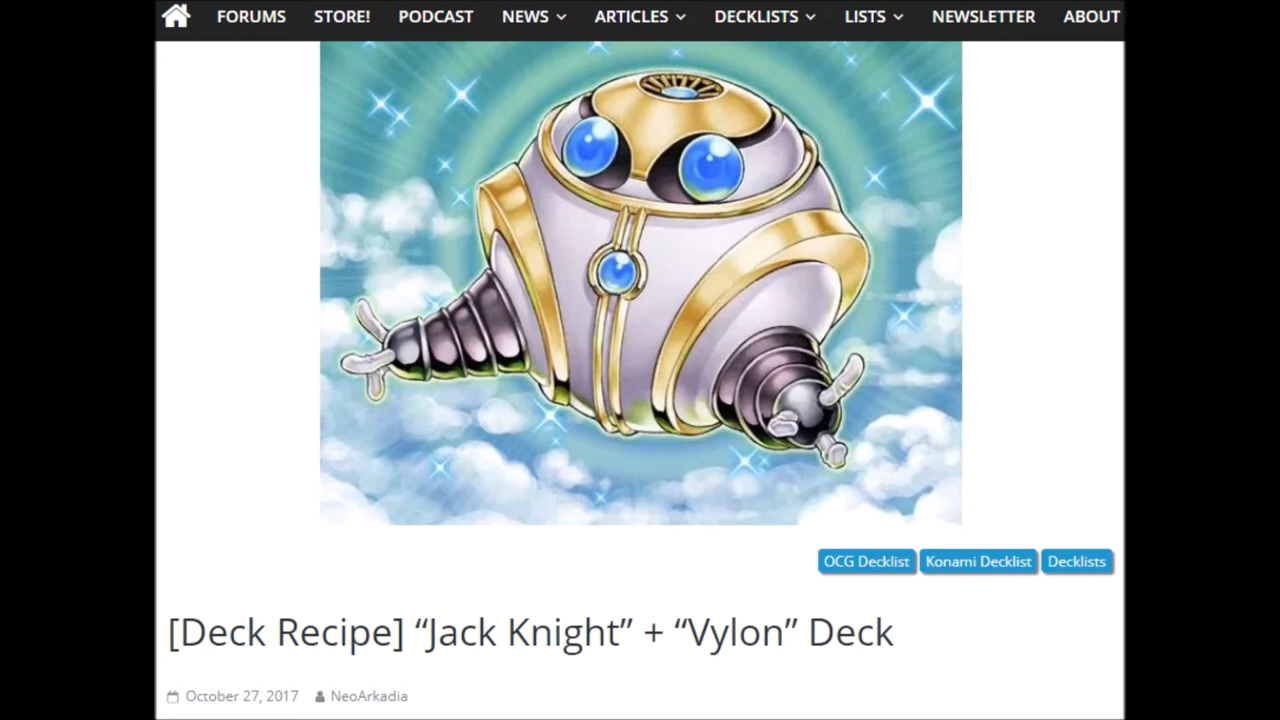 FORUMS STORE! PODCAST NEWS ARTICLES DECKLISTS LISTS NEWSLETTER ABOUT
OCG Decklist Konami Decklist Decklists
[Deck Recipe] “Jack Knight” + “Vylon” Deck
October 27, 2017 NeoArkadia